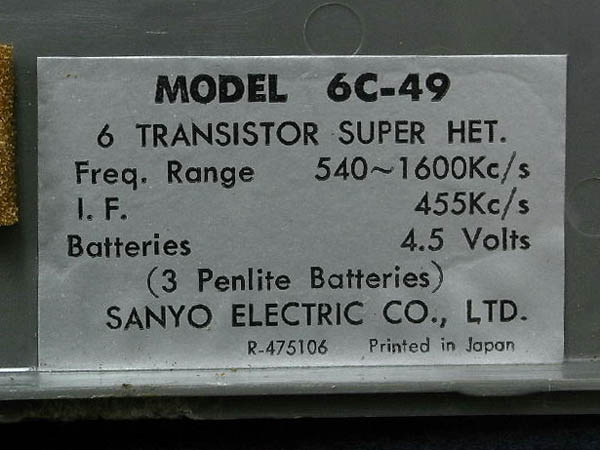 MODEL 6C-49
6 TRANSISTOR SUPER HET.
Freq. Range 540~1600Kc/s
I. F. 455Kc/s
Batteries 4.5 Volts
(3 Penlite Batteries)
SANYO ELECTRIC CO., LTD.
R-475106 Printed in Japan